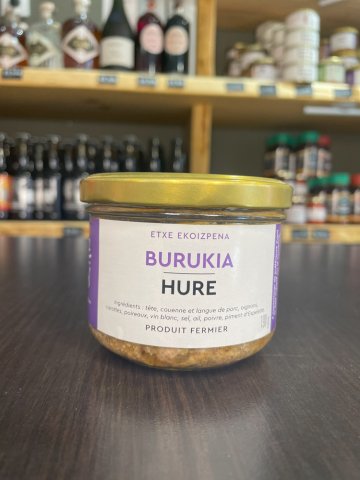 ETXE EKOIZPENA
BURUKIA
HURE
Ingrédients : tête, couenne et langue de porc, oignons,
carottes, poireaux, vin blanc, sel, ail, poivre, piment d'Espelette.
PRODUIT FERMIER